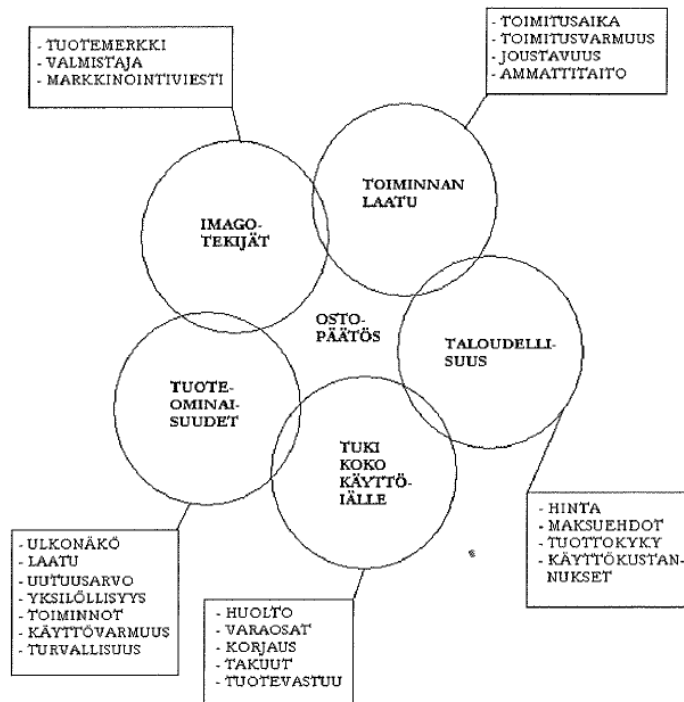 - TUOTEMERKKI
- VALMISTAJA
- MARKKINOINTIVIESTI
- TOIMITUSAIKA
- TOIMITUSVARMUUS
- JOUSTAVUUS
- AMMATTITAITO
IMAGO-
TEKIJÄT
TOIMINNAN
LAATU
OSTO-
PÄÄTÖS
TALOUDELLI-
SUUS
TUOTE-
OMINAI-
SUUDET
TUKI
KOKO
KÄYTTÖ-
IÄLLE
- ULKONÄKÖ
- LAATU
- UUTUUSARVO
- YKSILÖLLISYYS
- TOIMINNOT
- KÄYTTÖVARMUUS
- TURVALLISUUS
- HUOLTO
- VARAOSAT
- KORJAUS
- TAKUUT
- TUOTEVASTUU
- HINTA
- MAKSUEHDOT
- TUOTTOKYKY
- KÄYTTÖKUSTAN-
NUKSET